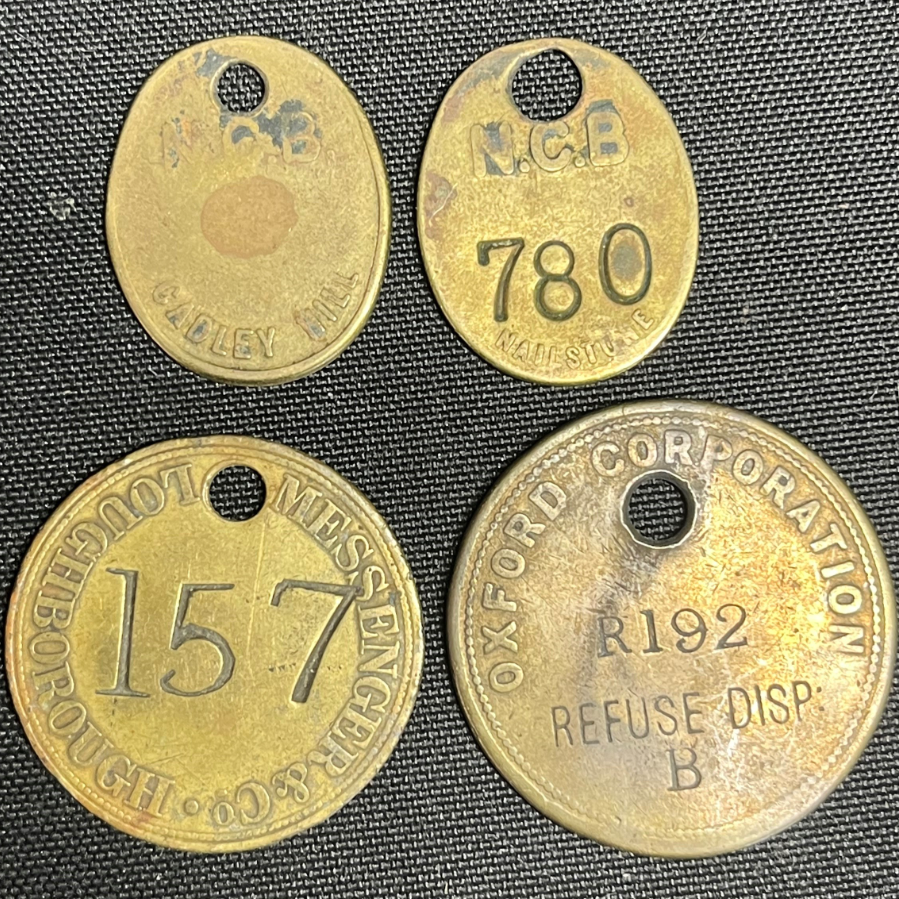 N.C.B.
CADLEY HILL
N.C.B
780
NAILSTONE
MESSENGER & Co. LOUGHBOROUGH
157
OXFORD CORPORATION
R192
REFUSE DISP:
B